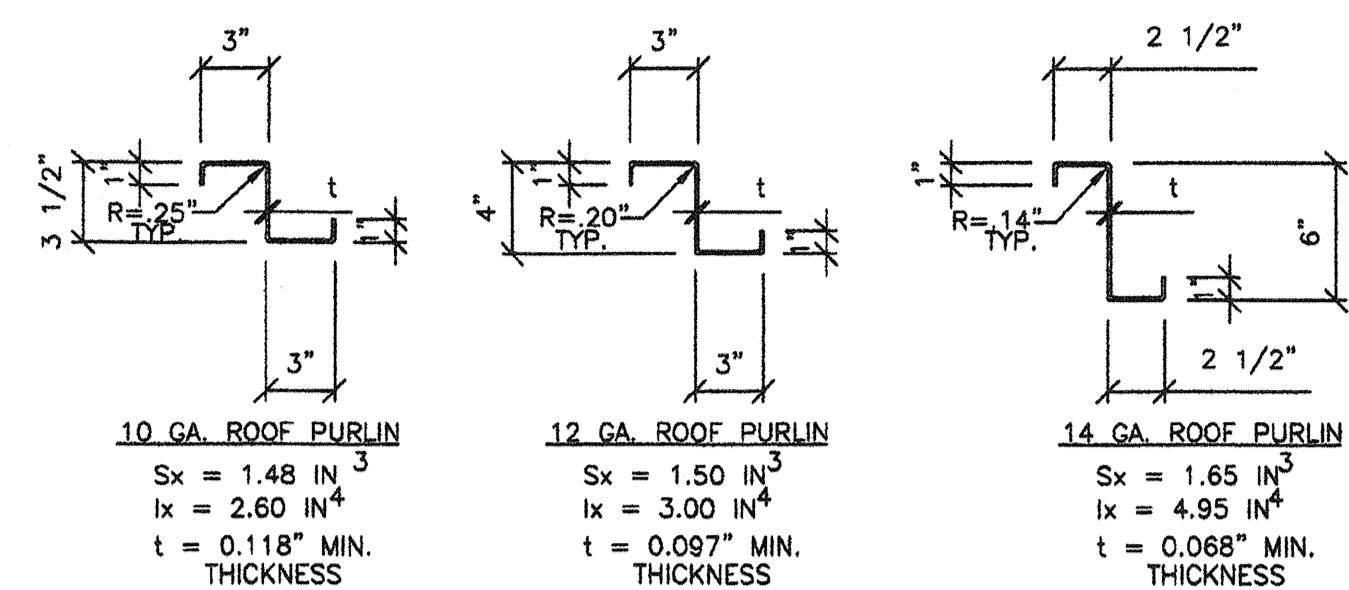 3"
3 1/2"
1"
R=.25"
TYP.
t
1"
3"
10 GA. ROOF PURLIN
Sx = 1.48 IN³
Ix = 2.60 IN⁴
t = 0.118" MIN.
THICKNESS
3"
4"
1"
R=.20"
TYP.
t
1"
3"
12 GA. ROOF PURLIN
Sx = 1.50 IN³
Ix = 3.00 IN⁴
t = 0.097" MIN.
THICKNESS
2 1/2"
1"
R=.14"
TYP.
t
6"
1"
2 1/2"
14 GA. ROOF PURLIN
Sx = 1.65 IN³
Ix = 4.95 IN⁴
t = 0.068" MIN.
THICKNESS